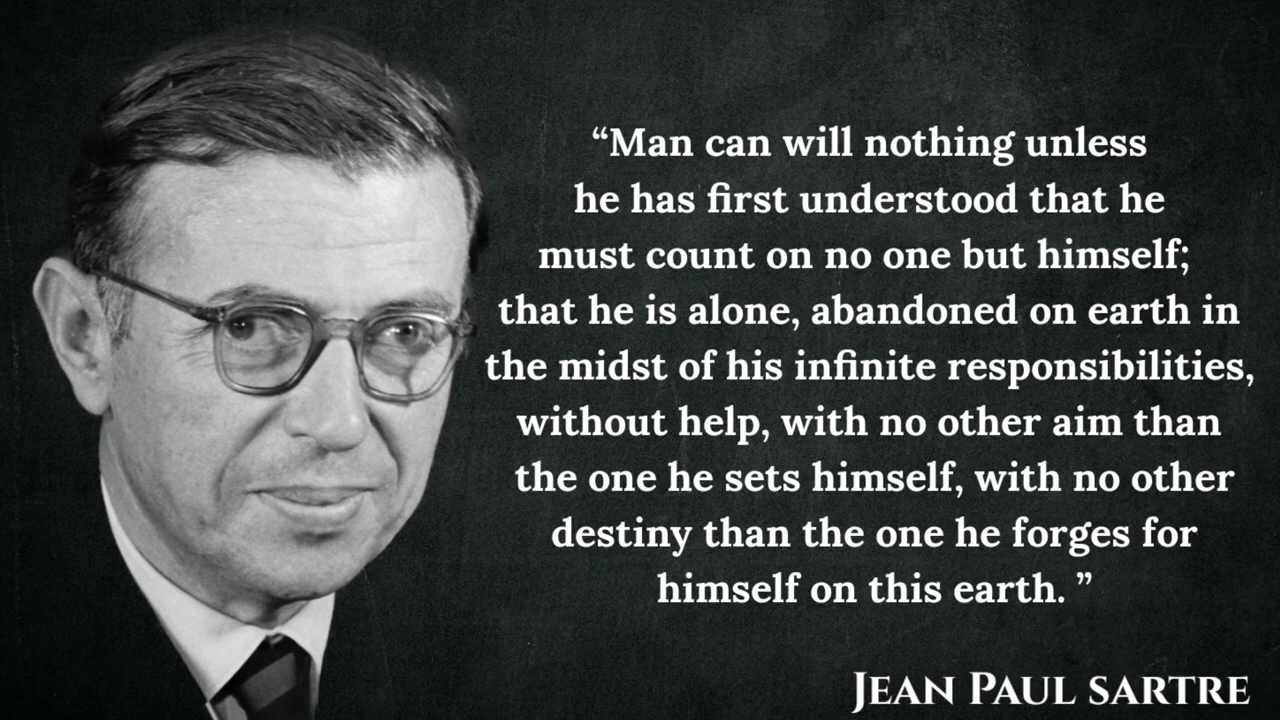 “Man can will nothing unless
he has first understood that he
must count on no one but himself;
that he is alone, abandoned on earth in
the midst of his infinite responsibilities,
without help, with no other aim than
the one he sets himself, with no other
destiny than the one he forges for
himself on this earth. ”
Jean Paul sartre